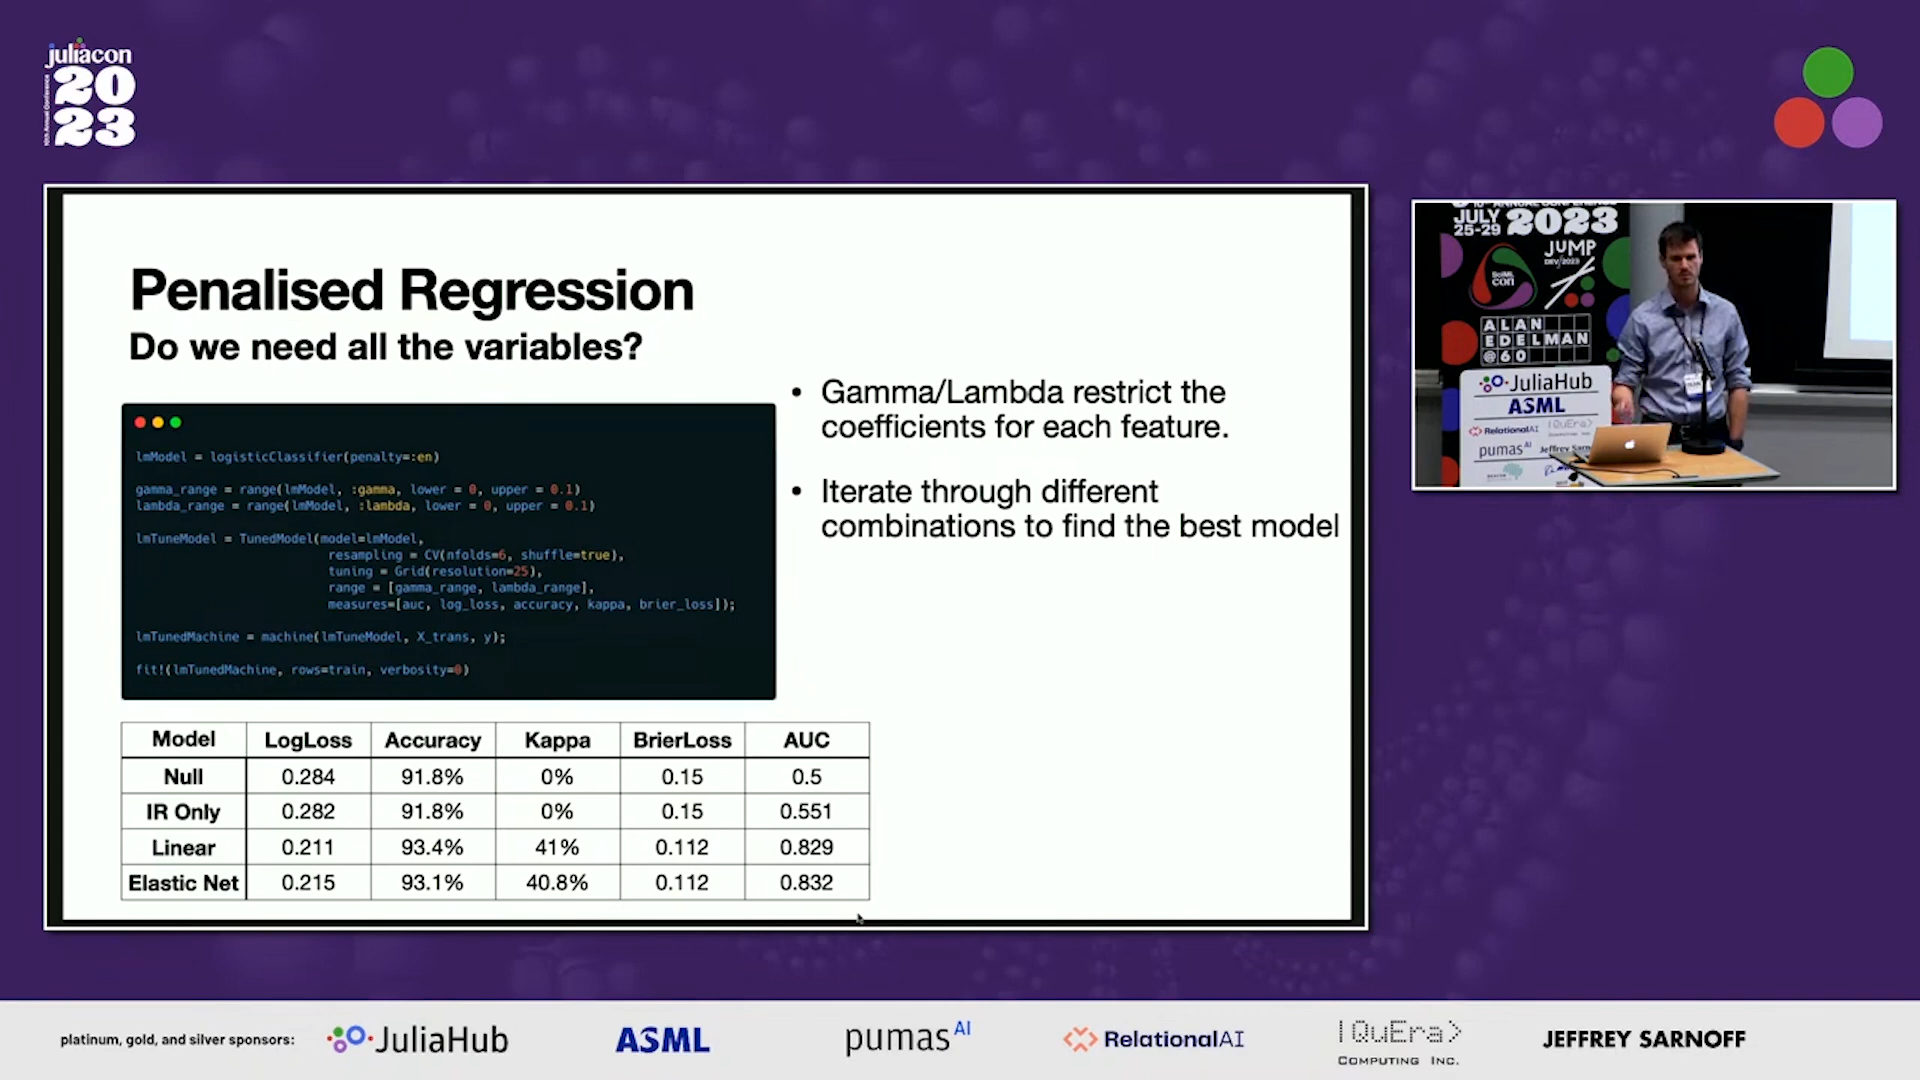 juliacon
20
23
Penalised Regression
Do we need all the variables?
lmModel = logisticClassifier(penalty=:en)
gamma_range = range(lmModel, :gamma, lower = 0, upper = 0.1)
lambda_range = range(lmModel, :lambda, lower = 0, upper = 0.1)
lmTuneModel = TunedModel(model=lmModel,
resampling = CV(nfolds=6, shuffle=true),
tuning = Grid(resolution=25),
range = [gamma_range, lambda_range],
measures=[auc, log_loss, accuracy, kappa, brier_loss]);
lmTunedMachine = machine(lmTuneModel, X_trans, y);
fit!(lmTunedMachine, rows=train, verbosity=0)
• Gamma/Lambda restrict the
coefficients for each feature.
• Iterate through different
combinations to find the best model
Model LogLoss Accuracy Kappa BrierLoss AUC
Null 0.284 91.8% 0% 0.15 0.5
IR Only 0.282 91.8% 0% 0.15 0.551
Linear 0.211 93.4% 41% 0.112 0.829
Elastic Net 0.215 93.1% 40.8% 0.112 0.832
JULY 2023
25-29
JuMP
DEV/2023
SciML
con
ALAN
EDELMAN
@60
JuliaHub
ASML
RelationalAI
pumas AI
platinum, gold, and silver sponsors:
JuliaHub
ASML
pumas AI
RelationalAI
|QuEra>
COMPUTING INC.
JEFFREY SARNOFF